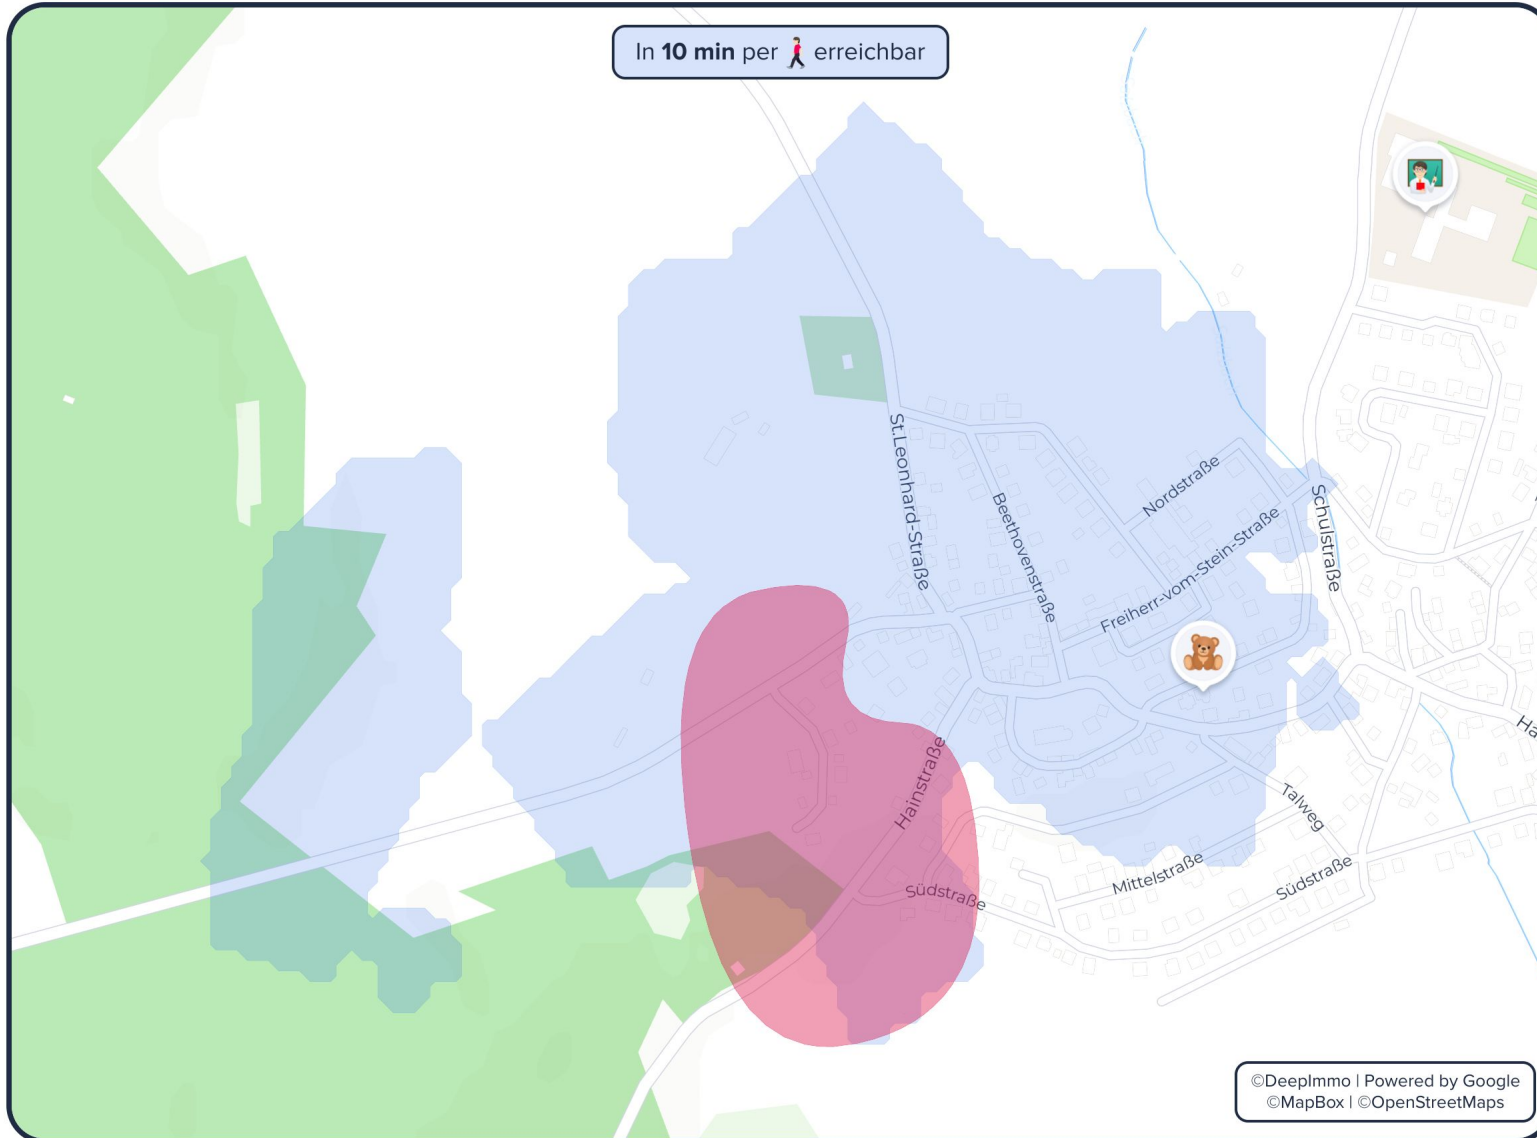 In 10 min per erreichbar
St.Leonhard-Straße
Beethovenstraße
Nordstraße
Freiherr-vom-Stein-Straße
Schulstraße
Hainstraße
Talweg
Mittelstraße
Südstraße
Südstraße
Ha
©DeepImmo | Powered by Google
©MapBox | ©OpenStreetMaps